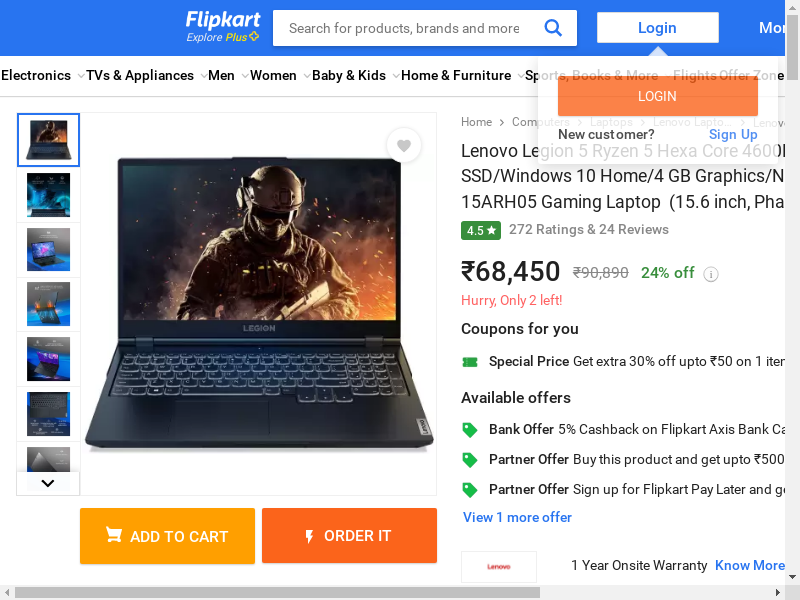 Flipkart
Explore Plus
Search for products, brands and more
Login
Mor
Electronics
TVs & Appliances
Men
Women
Baby & Kids
Home & Furniture
Sports, Books & More
Flights
Offer Zone
LOGIN
New customer?
Sign Up
Home
Computers
Laptops
Lenovo Lapto...
Lenovo
Lenovo Legion 5 Ryzen 5 Hexa Core 4600H
SSD/Windows 10 Home/4 GB Graphics/N
15ARH05 Gaming Laptop (15.6 inch, Pha
4.5
272 Ratings & 24 Reviews
₹68,450
₹90,890
24% off
Hurry, Only 2 left!
Coupons for you
Special Price Get extra 30% off upto ₹50 on 1 item
Available offers
Bank Offer 5% Cashback on Flipkart Axis Bank Ca
Partner Offer Buy this product and get upto ₹500
Partner Offer Sign up for Flipkart Pay Later and ge
View 1 more offer
LEGION
ADD TO CART
ORDER IT
Lenovo
1 Year Onsite Warranty
Know More